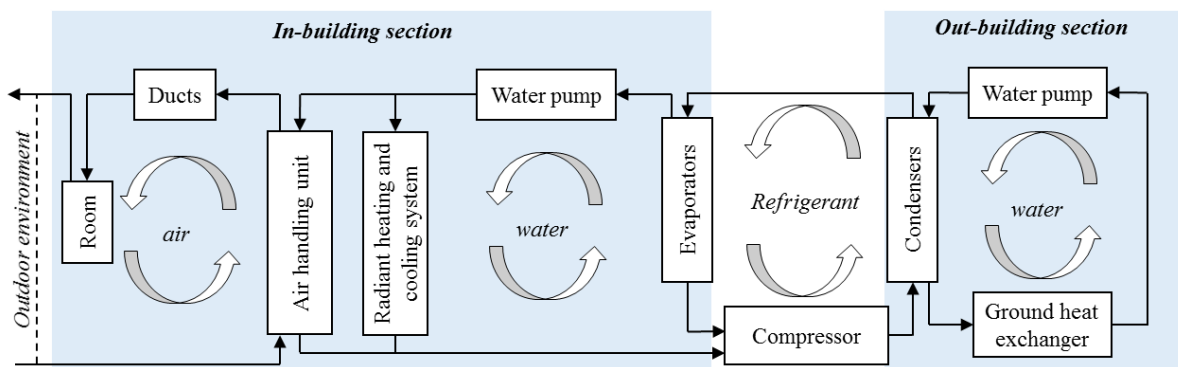 In-building section
Out-building section
Ducts
Water pump
Water pump
Outdoor environment
Room
air
Air handling unit
Radiant heating and
cooling system
water
Evaporators
Refrigerant
Condensers
water
Compressor
Ground heat
exchanger